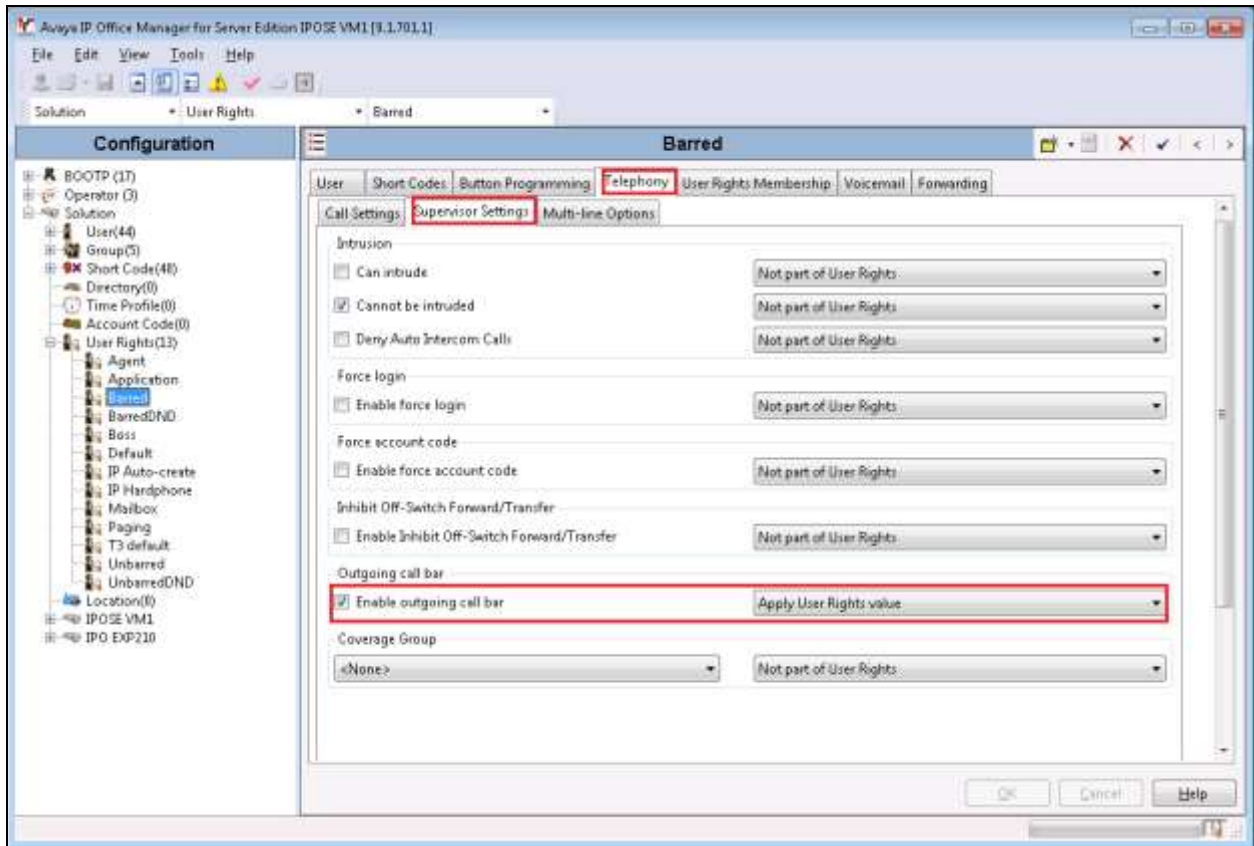 Avaya IP Office Manager for Server Edition IPOSE VM1 [9.1.701.1]
File Edit View Tools Help
Solution User Rights Barred
Configuration
Barred
BOOTP (17)
Operator (3)
Solution
User(44)
Group(5)
Short Code(48)
Directory(0)
Time Profile(0)
Account Code(0)
User Rights(13)
Agent
Application
Barred
BarredDND
Boss
Default
IP Auto-create
IP Hardphone
Mailbox
Paging
T3 default
Unbarred
UnbarredDND
Location(0)
IPOSE VM1
IPO EXP210
User Short Codes Button Programming Telephony User Rights Membership Voicemail Forwarding
Call Settings Supervisor Settings Multi-line Options
Intrusion
Can intrude Not part of User Rights
Cannot be intruded Not part of User Rights
Deny Auto Intercom Calls Not part of User Rights
Force login
Enable force login Not part of User Rights
Force account code
Enable force account code Not part of User Rights
Inhibit Off-Switch Forward/Transfer
Enable Inhibit Off-Switch Forward/Transfer Not part of User Rights
Outgoing call bar
Enable outgoing call bar Apply User Rights value
Coverage Group
<None> Not part of User Rights
OK Cancel Help